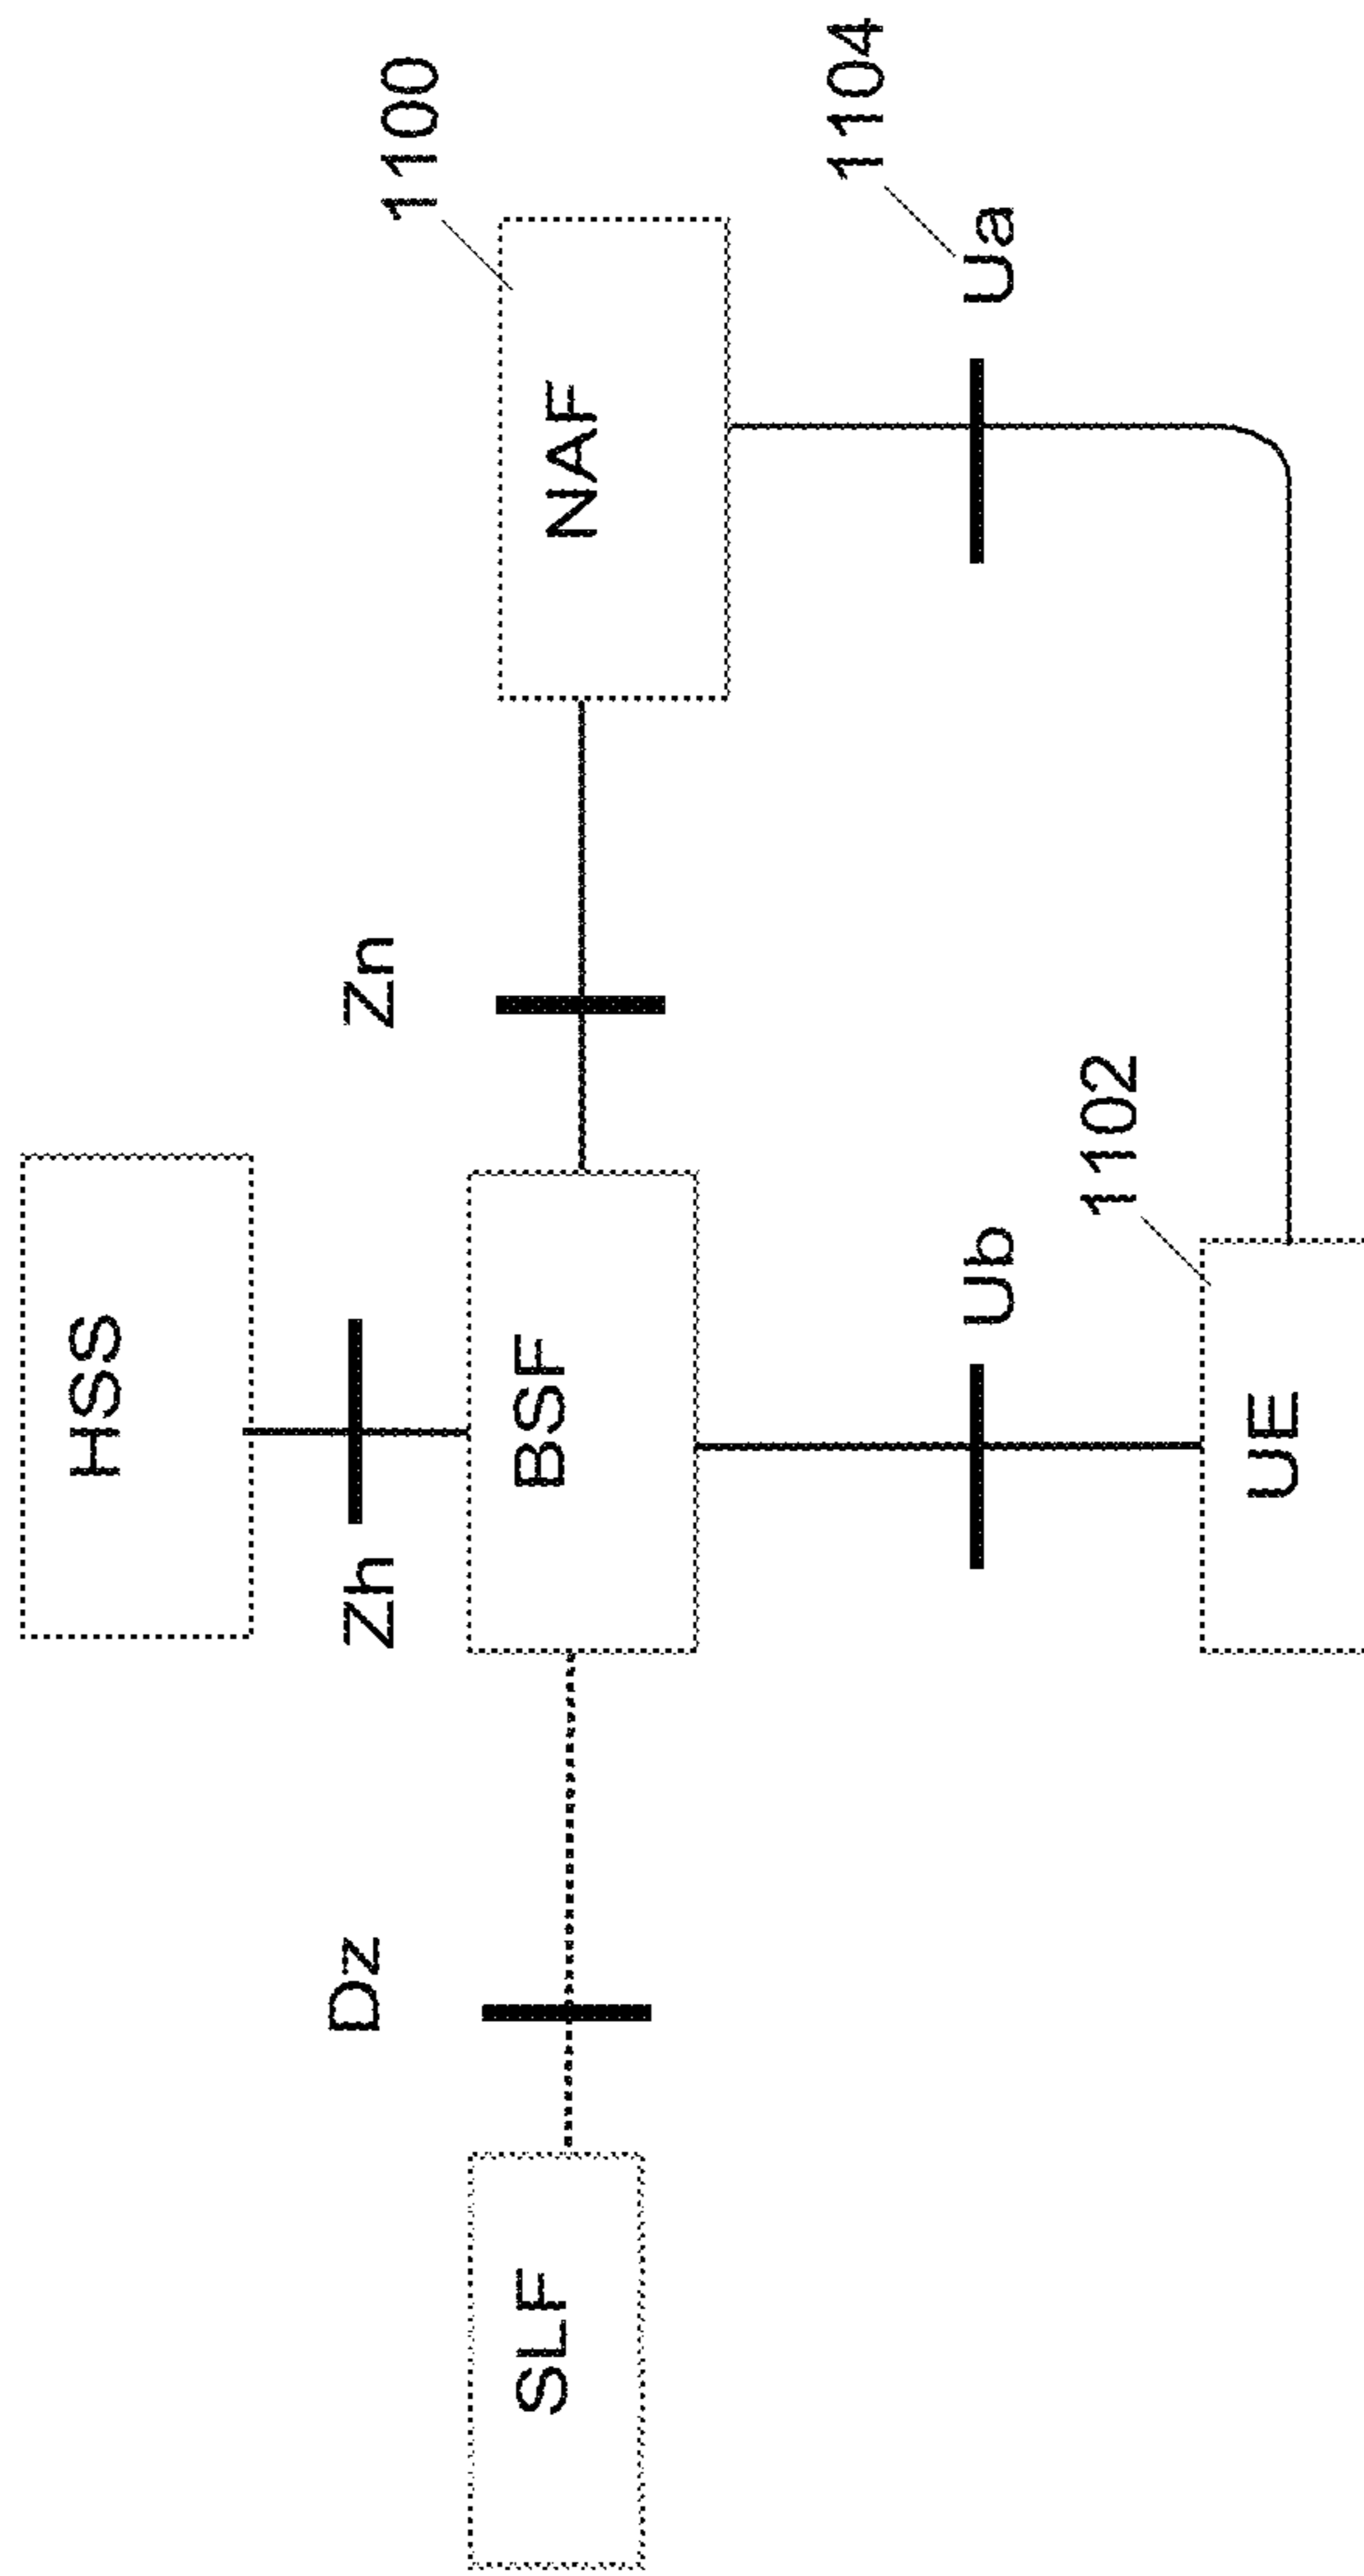 HSS
Zh
Zn
1100
Dz
SLF
BSF
NAF
1104
Ub
Ua
1102
UE